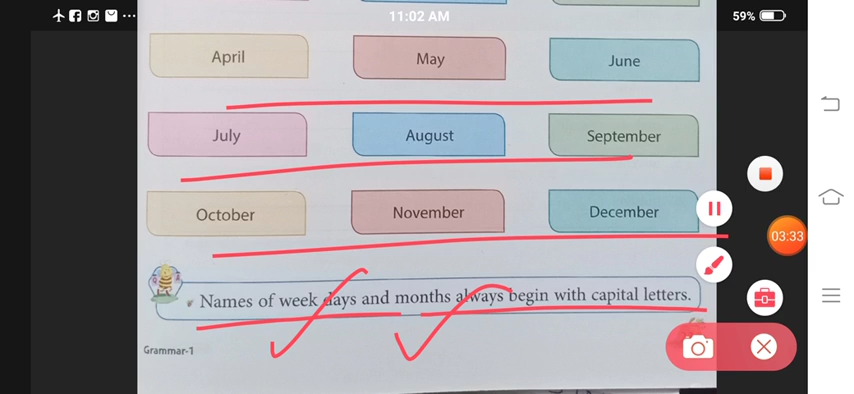 11:02 AM
59%
April May June
July August September
October November December
Names of week days and months always begin with capital letters.
Grammar-1
03:33